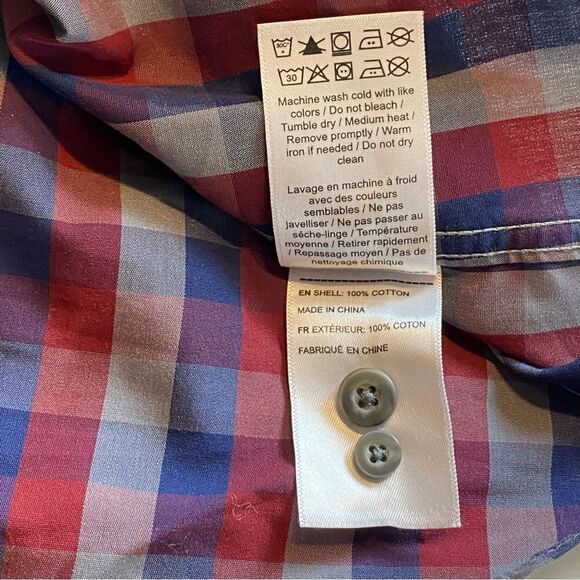 30°C
30
Machine wash cold with like
colors / Do not bleach /
Tumble dry / Medium heat /
Remove promptly / Warm
iron if needed / Do not dry
clean
Lavage en machine à froid
avec des couleurs
semblables / Ne pas
javelliser / Ne pas passer au
sèche-linge / Température
moyenne / Retirer rapidement
/ Repassage moyen / Pas de
nettoyage chimique
EN SHELL: 100% COTTON
MADE IN CHINA
FR EXTÉRIEUR: 100% COTON
FABRIQUÉ EN CHINE